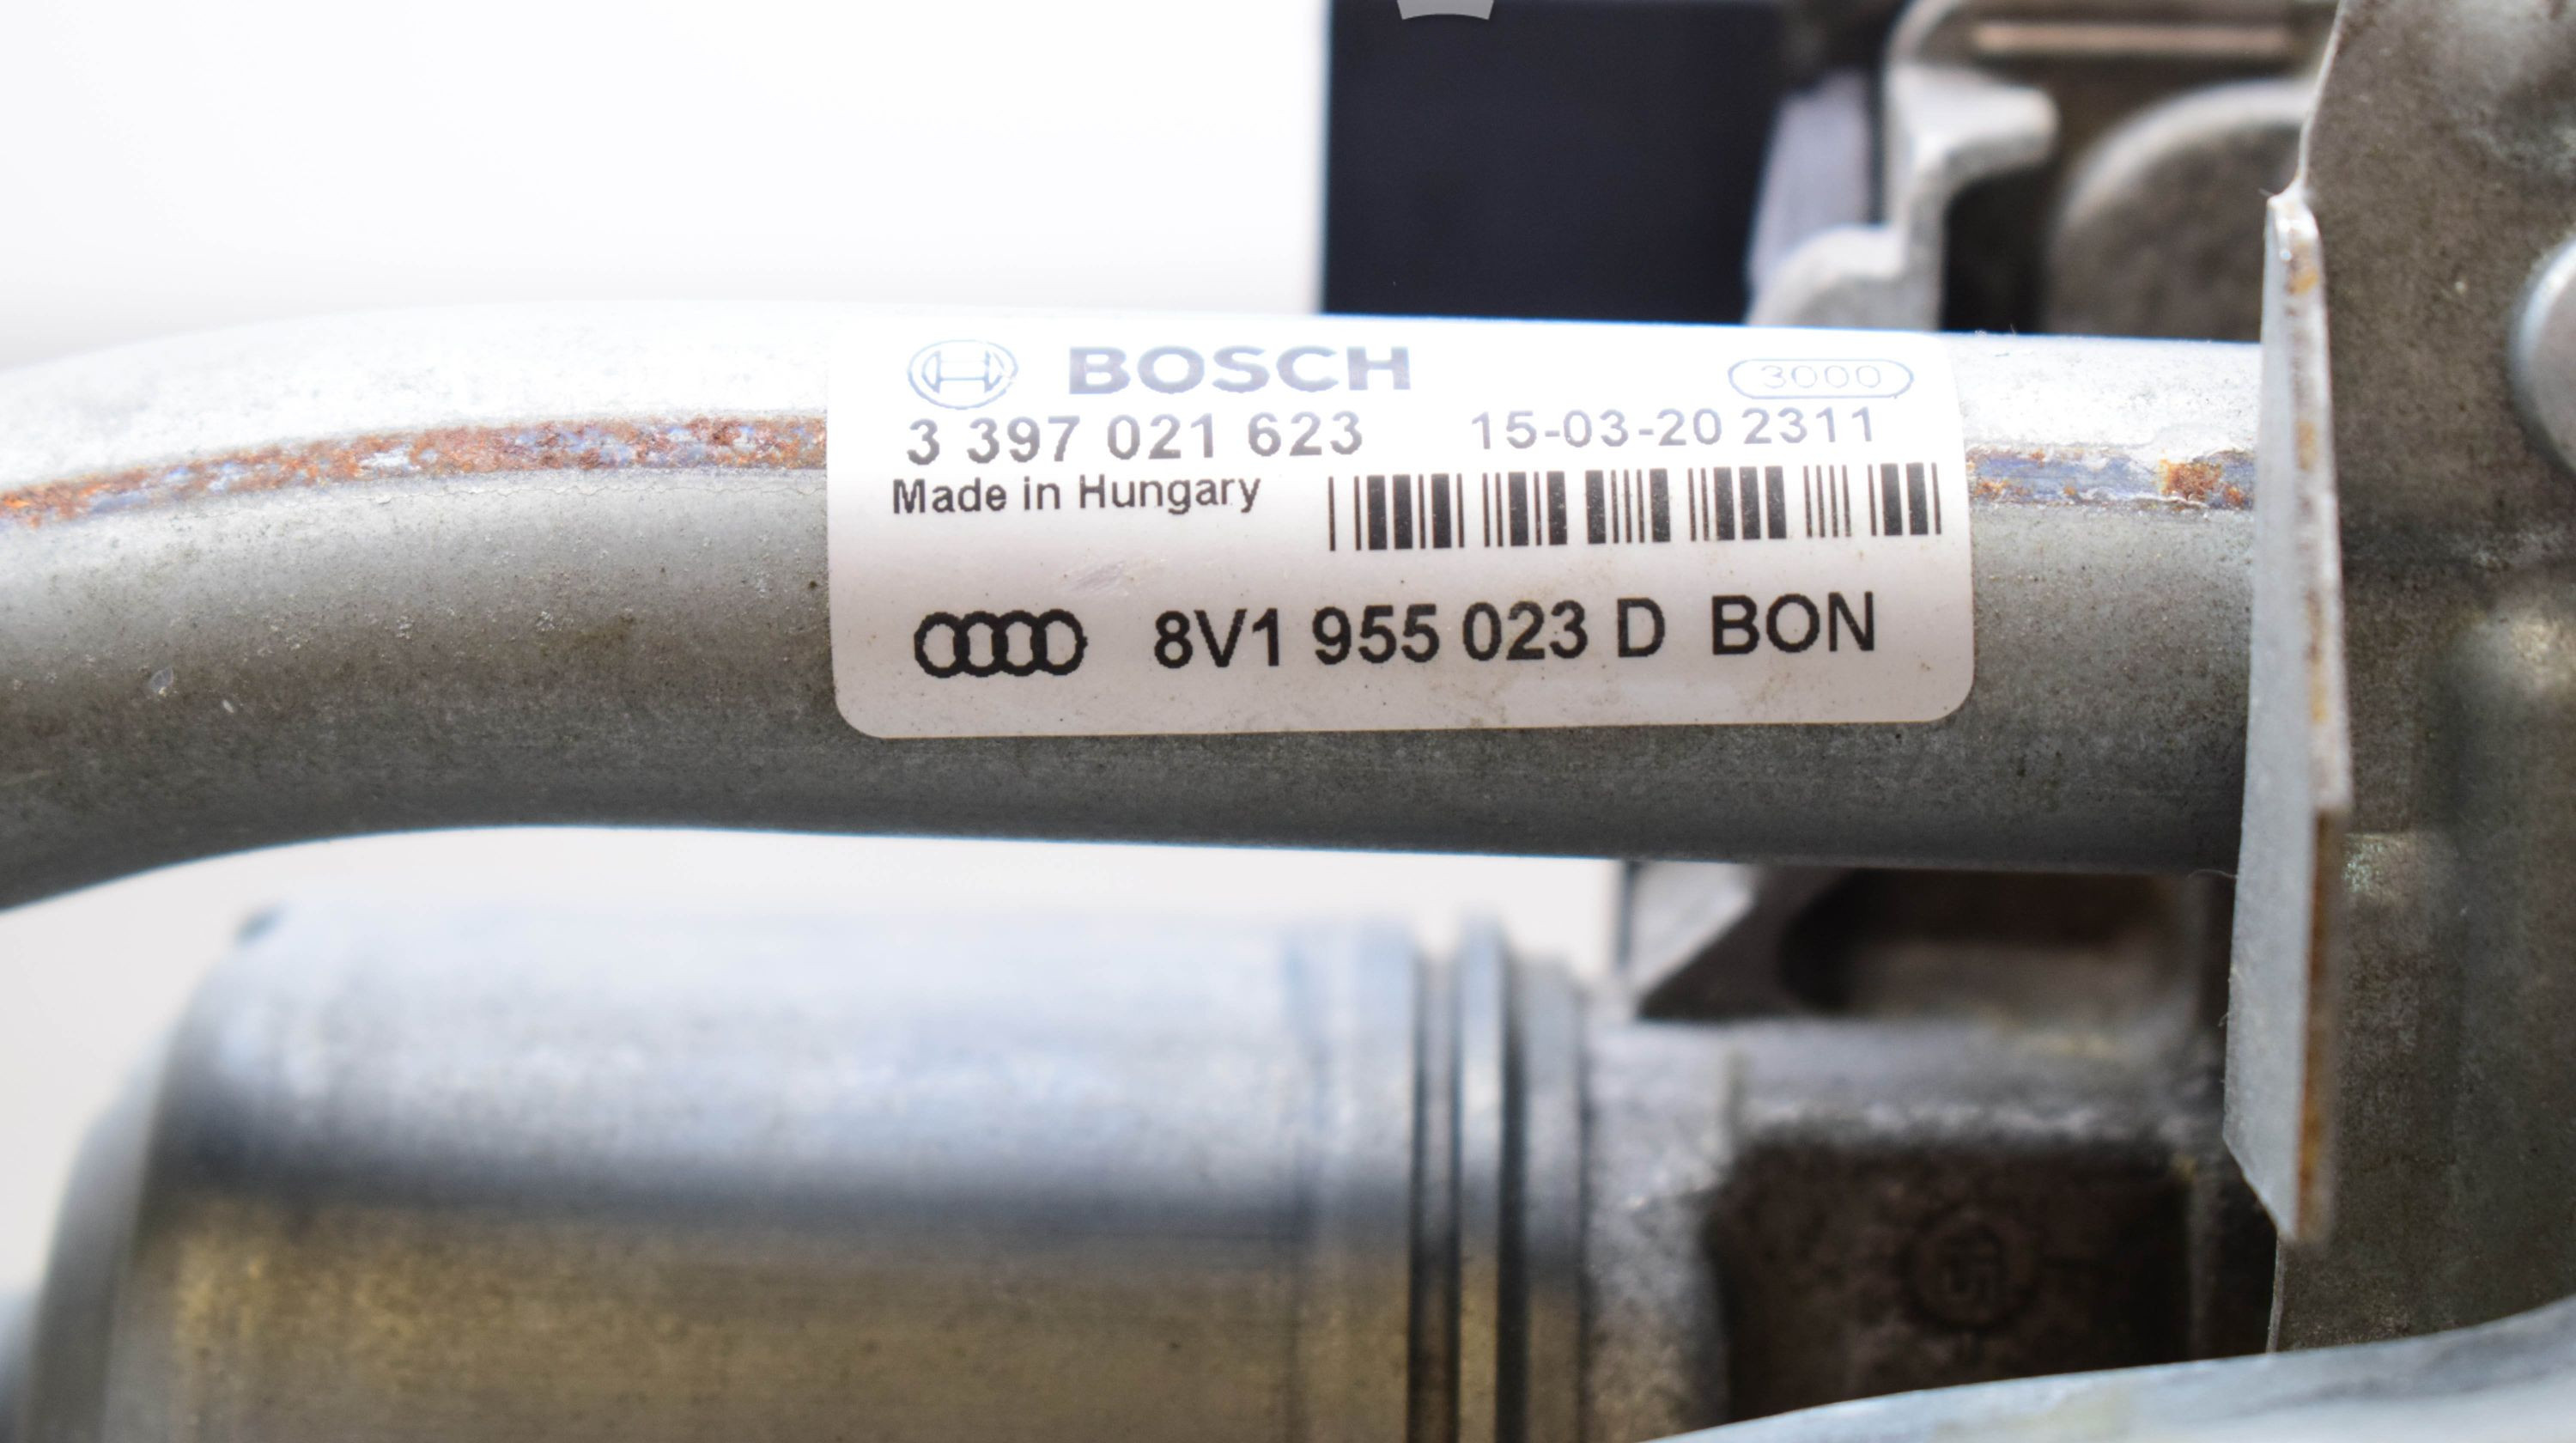 BOSCH 3000
3 397 021 623 15-03-20 2311
Made in Hungary
8V1 955 023 D BON